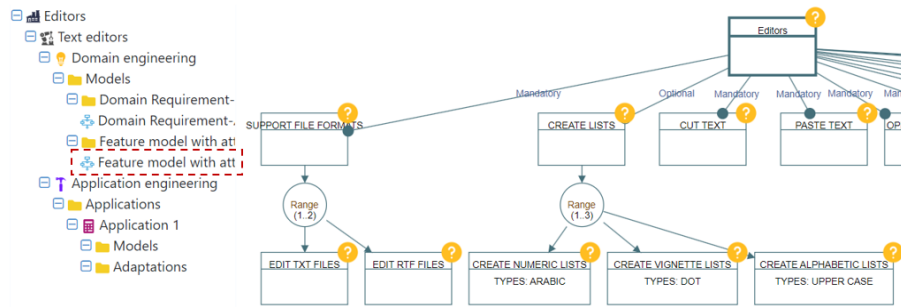 Editors
Text editors
Domain engineering
Models
Domain Requirement-
Domain Requirement-.
Feature model with att
Feature model with att
Application engineering
Applications
Application 1
Models
Adaptations
Editors
Mandatory
Optional
Mandatory
Mandatory
Mandatory
Mand
SUPPORT FILE FORMATS
CREATE LISTS
CUT TEXT
PASTE TEXT
OP
Range
(1..2)
Range
(1..3)
EDIT TXT FILES
EDIT RTF FILES
CREATE NUMERIC LISTS
TYPES: ARABIC
CREATE VIGNETTE LISTS
TYPES: DOT
CREATE ALPHABETIC LISTS
TYPES: UPPER CASE